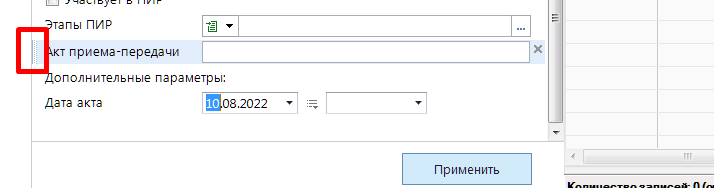 Участвует в ПИР
Этапы ПИР ...
Акт приема-передачи
Дополнительные параметры:
Дата акта 10.08.2022
Применить
Количество записей: 0 (о